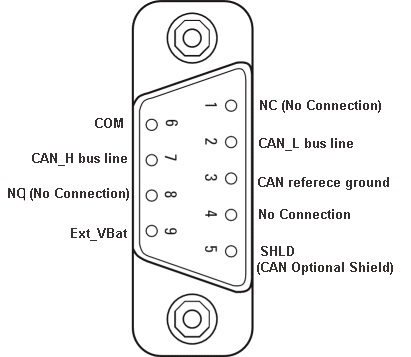 1 NC (No Connection)
COM 6
2 CAN_L bus line
CAN_H bus line 7
3 CAN referece ground
NC (No Connection) 8
4 No Connection
Ext_VBat 9
5 SHLD
(CAN Optional Shield)